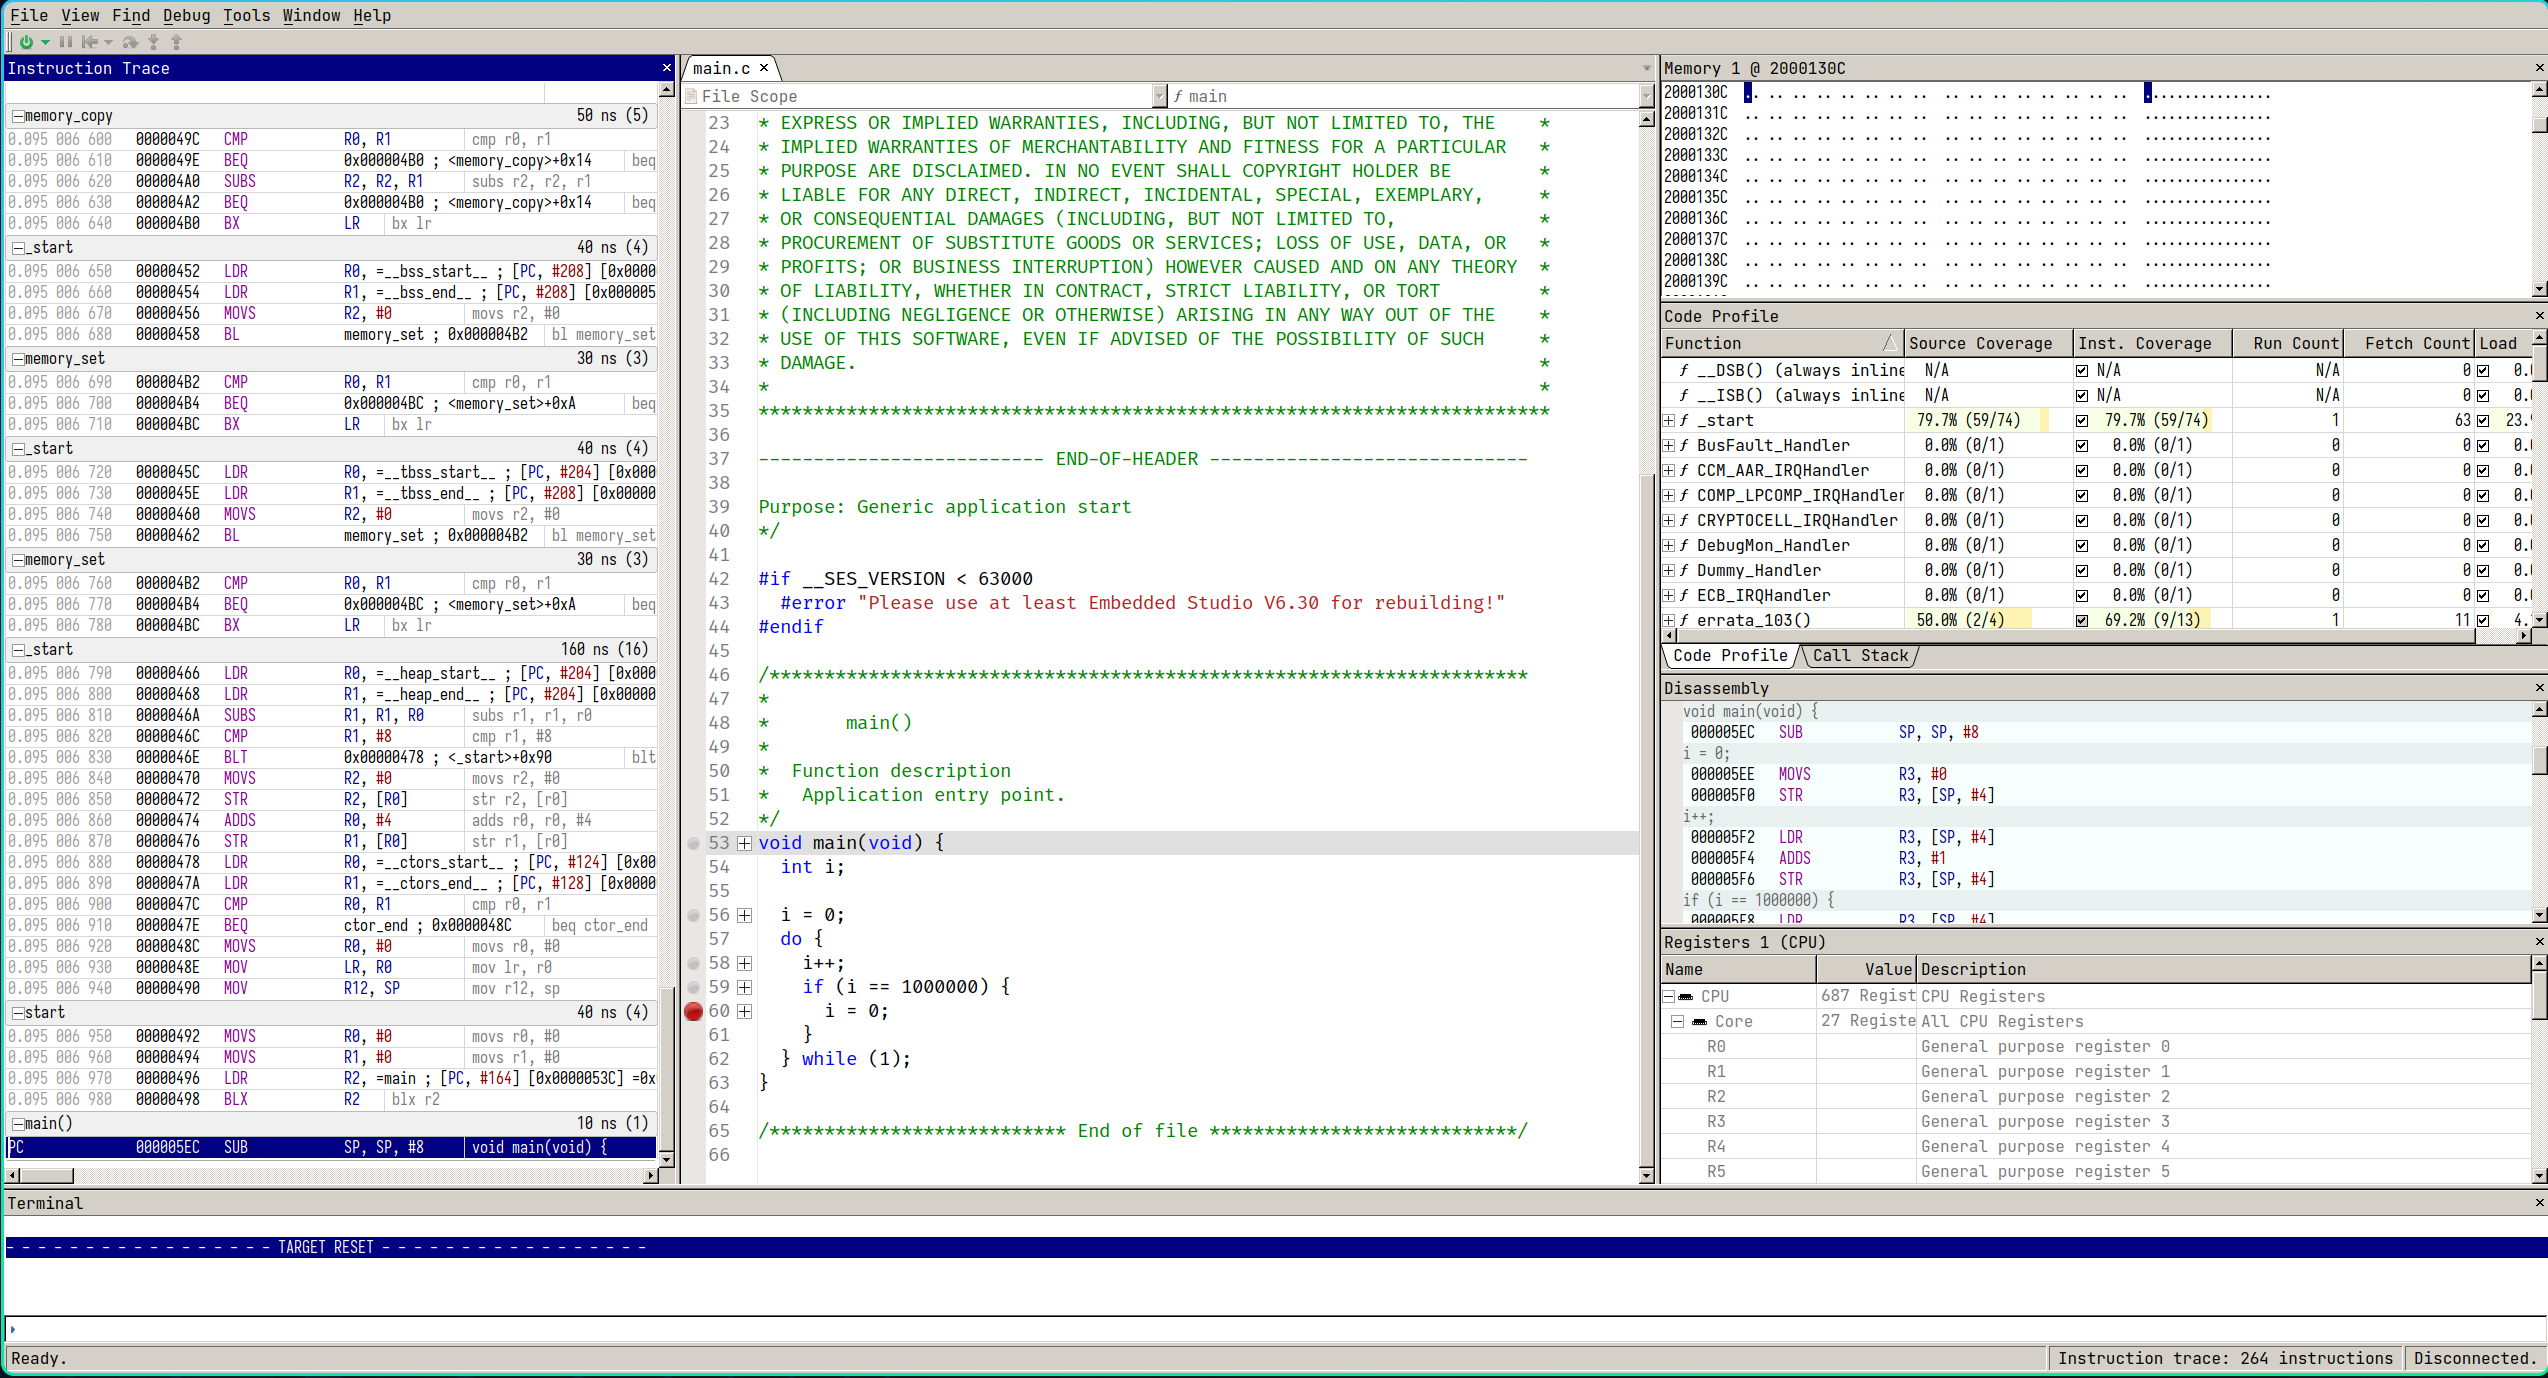 File View Find Debug Tools Window Help
Instruction Trace
memory_copy 50 ns (5)
0.095 006 600 0000049C CMP R0, R1 cmp r0, r1
0.095 006 610 0000049E BEQ 0x000004B0 ; <memory_copy>+0x14 beq
0.095 006 620 000004A0 SUBS R2, R2, R1 subs r2, r2, r1
0.095 006 630 000004A2 BEQ 0x000004B0 ; <memory_copy>+0x14 beq
0.095 006 640 000004B0 BX LR bx lr
_start 40 ns (4)
0.095 006 650 00000452 LDR R0, =__bss_start__ ; [PC, #208] [0x0000
0.095 006 660 00000454 LDR R1, =__bss_end__ ; [PC, #208] [0x000005
0.095 006 670 00000456 MOVS R2, #0 movs r2, #0
0.095 006 680 00000458 BL memory_set ; 0x000004B2 bl memory_set
memory_set 30 ns (3)
0.095 006 690 000004B2 CMP R0, R1 cmp r0, r1
0.095 006 700 000004B4 BEQ 0x000004BC ; <memory_set>+0xA beq
0.095 006 710 000004BC BX LR bx lr
_start 40 ns (4)
0.095 006 720 0000045C LDR R0, =__tbss_start__ ; [PC, #204] [0x000
0.095 006 730 0000045E LDR R1, =__tbss_end__ ; [PC, #208] [0x00000
0.095 006 740 00000460 MOVS R2, #0 movs r2, #0
0.095 006 750 00000462 BL memory_set ; 0x000004B2 bl memory_set
memory_set 30 ns (3)
0.095 006 760 000004B2 CMP R0, R1 cmp r0, r1
0.095 006 770 000004B4 BEQ 0x000004BC ; <memory_set>+0xA beq
0.095 006 780 000004BC BX LR bx lr
_start 160 ns (16)
0.095 006 790 00000466 LDR R0, =__heap_start__ ; [PC, #204] [0x000
0.095 006 800 00000468 LDR R1, =__heap_end__ ; [PC, #204] [0x0000
0.095 006 810 0000046A SUBS R1, R1, R0 subs r1, r1, r0
0.095 006 820 0000046C CMP R1, #8 cmp r1, #8
0.095 006 830 0000046E BLT 0x00000478 ; <_start>+0x90 blt
0.095 006 840 00000470 MOVS R2, #0 movs r2, #0
0.095 006 850 00000472 STR R2, [R0] str r2, [r0]
0.095 006 860 00000474 ADDS R0, #4 adds r0, r0, #4
0.095 006 870 00000476 STR R1, [R0] str r1, [r0]
0.095 006 880 00000478 LDR R0, =__ctors_start__ ; [PC, #124] [0x00
0.095 006 890 0000047A LDR R1, =__ctors_end__ ; [PC, #128] [0x0000
0.095 006 900 0000047C CMP R0, R1 cmp r0, r1
0.095 006 910 0000047E BEQ ctor_end ; 0x0000048C beq ctor_end
0.095 006 920 0000048C MOVS R0, #0 movs r0, #0
0.095 006 930 0000048E MOV LR, R0 mov lr, r0
0.095 006 940 00000490 MOV R12, SP mov r12, sp
start 40 ns (4)
0.095 006 950 00000492 MOVS R0, #0 movs r0, #0
0.095 006 960 00000494 MOVS R1, #0 movs r1, #0
0.095 006 970 00000496 LDR R2, =main ; [PC, #164] [0x0000053C] =0x
0.095 006 980 00000498 BLX R2 blx r2
main() 10 ns (1)
PC 000005EC SUB SP, SP, #8 void main(void) {
main.c
File Scope f main
23 * EXPRESS OR IMPLIED WARRANTIES, INCLUDING, BUT NOT LIMITED TO, THE *
24 * IMPLIED WARRANTIES OF MERCHANTABILITY AND FITNESS FOR A PARTICULAR *
25 * PURPOSE ARE DISCLAIMED. IN NO EVENT SHALL COPYRIGHT HOLDER BE *
26 * LIABLE FOR ANY DIRECT, INDIRECT, INCIDENTAL, SPECIAL, EXEMPLARY, *
27 * OR CONSEQUENTIAL DAMAGES (INCLUDING, BUT NOT LIMITED TO, *
28 * PROCUREMENT OF SUBSTITUTE GOODS OR SERVICES; LOSS OF USE, DATA, OR *
29 * PROFITS; OR BUSINESS INTERRUPTION) HOWEVER CAUSED AND ON ANY THEORY *
30 * OF LIABILITY, WHETHER IN CONTRACT, STRICT LIABILITY, OR TORT *
31 * (INCLUDING NEGLIGENCE OR OTHERWISE) ARISING IN ANY WAY OUT OF THE *
32 * USE OF THIS SOFTWARE, EVEN IF ADVISED OF THE POSSIBILITY OF SUCH *
33 * DAMAGE. *
34 * *
35 ************************************************************************
36
37 -------------------------- END-OF-HEADER -----------------------------
38
39 Purpose: Generic application start
40 */
41
42 #if __SES_VERSION < 63000
43 #error "Please use at least Embedded Studio V6.30 for rebuilding!"
44 #endif
45
46 /*********************************************************************
47 *
48 * main()
49 *
50 * Function description
51 * Application entry point.
52 */
53 void main(void) {
54 int i;
55
56 i = 0;
57 do {
58 i++;
59 if (i == 1000000) {
60 i = 0;
61 }
62 } while (1);
63 }
64
65 /*************************** End of file ****************************/
66
Memory 1 @ 2000130C
2000130C .. .. .. .. .. .. .. .. .. .. .. .. .. .. .. .. ................
2000131C .. .. .. .. .. .. .. .. .. .. .. .. .. .. .. .. ................
2000132C .. .. .. .. .. .. .. .. .. .. .. .. .. .. .. .. ................
2000133C .. .. .. .. .. .. .. .. .. .. .. .. .. .. .. .. ................
2000134C .. .. .. .. .. .. .. .. .. .. .. .. .. .. .. .. ................
2000135C .. .. .. .. .. .. .. .. .. .. .. .. .. .. .. .. ................
2000136C .. .. .. .. .. .. .. .. .. .. .. .. .. .. .. .. ................
2000137C .. .. .. .. .. .. .. .. .. .. .. .. .. .. .. .. ................
2000138C .. .. .. .. .. .. .. .. .. .. .. .. .. .. .. .. ................
2000139C .. .. .. .. .. .. .. .. .. .. .. .. .. .. .. .. ................
Code Profile
Function Source Coverage Inst. Coverage Run Count Fetch Count Load
f __DSB() (always inline N/A N/A N/A 0 0.
f __ISB() (always inline N/A N/A N/A 0 0.
f _start 79.7% (59/74) 79.7% (59/74) 1 63 23.
f BusFault_Handler 0.0% (0/1) 0.0% (0/1) 0 0 0.
f CCM_AAR_IRQHandler 0.0% (0/1) 0.0% (0/1) 0 0 0.
f COMP_LPCOMP_IRQHandler 0.0% (0/1) 0.0% (0/1) 0 0 0.
f CRYPTOCELL_IRQHandler 0.0% (0/1) 0.0% (0/1) 0 0 0.
f DebugMon_Handler 0.0% (0/1) 0.0% (0/1) 0 0 0.
f Dummy_Handler 0.0% (0/1) 0.0% (0/1) 0 0 0.
f ECB_IRQHandler 0.0% (0/1) 0.0% (0/1) 0 0 0.
f errata_103() 50.0% (2/4) 69.2% (9/13) 1 11 4.
Code Profile Call Stack
Disassembly
void main(void) {
000005EC SUB SP, SP, #8
i = 0;
000005EE MOVS R3, #0
000005F0 STR R3, [SP, #4]
i++;
000005F2 LDR R3, [SP, #4]
000005F4 ADDS R3, #1
000005F6 STR R3, [SP, #4]
if (i == 1000000) {
000005F8 LDR R3, [SP, #4]
Registers 1 (CPU)
Name Value Description
CPU 687 Regist CPU Registers
Core 27 Registe All CPU Registers
R0 General purpose register 0
R1 General purpose register 1
R2 General purpose register 2
R3 General purpose register 3
R4 General purpose register 4
R5 General purpose register 5
Terminal
- - - - - - - - - - - - - - - - - TARGET RESET - - - - - - - - - - - - - - - - -
Ready. Instruction trace: 264 instructions Disconnected.